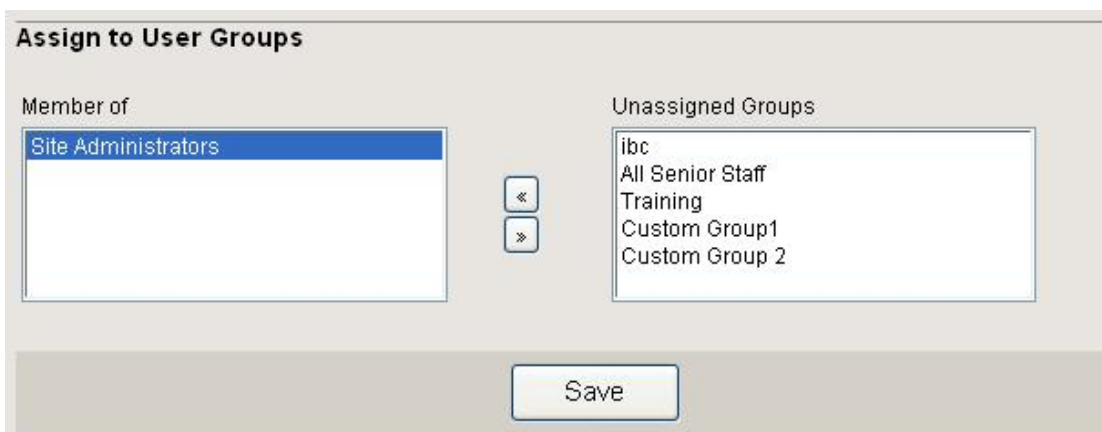 Assign to User Groups
Member of
Site Administrators
«
»
Unassigned Groups
ibc
All Senior Staff
Training
Custom Group1
Custom Group 2
Save